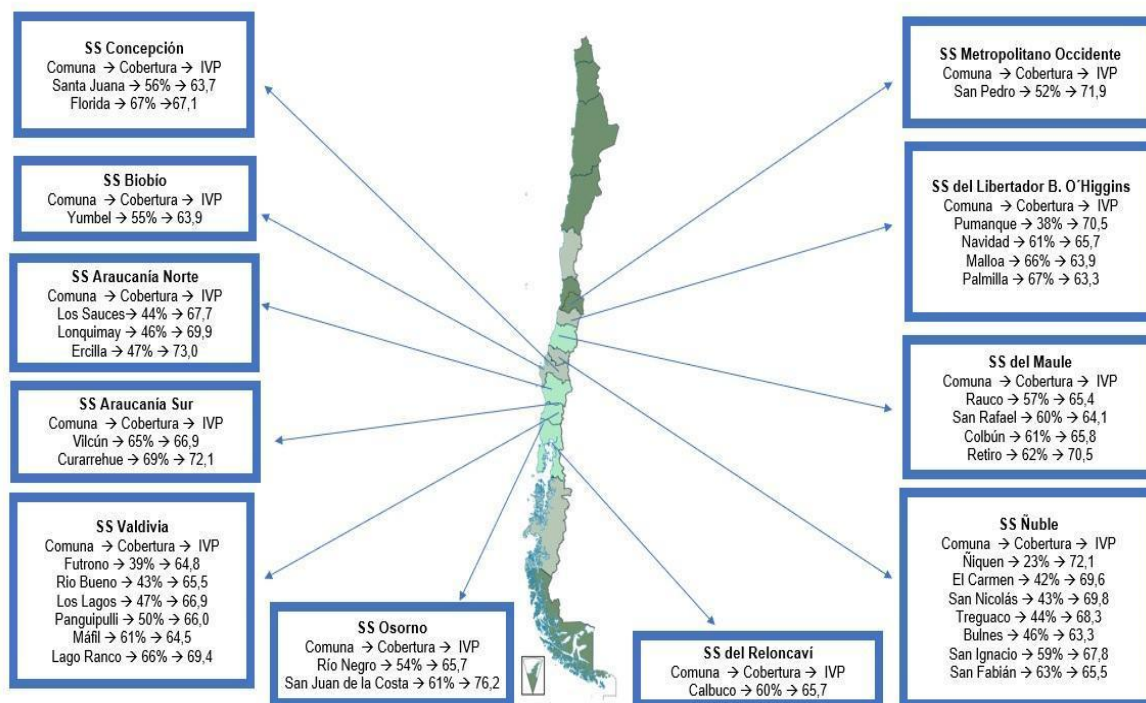 SS Concepción
Comuna → Cobertura → IVP
Santa Juana → 56% → 63,7
Florida → 67% →67,1
SS Biobío
Comuna → Cobertura → IVP
Yumbel → 55% → 63,9
SS Araucanía Norte
Comuna → Cobertura → IVP
Los Sauces→ 44% → 67,7
Lonquimay → 46% → 69,9
Ercilla → 47% → 73,0
SS Araucanía Sur
Comuna → Cobertura → IVP
Vilcún → 65% → 66,9
Curarrehue → 69% → 72,1
SS Valdivia
Comuna → Cobertura → IVP
Futrono → 39% → 64,8
Rio Bueno → 43% → 65,5
Los Lagos → 47% → 66,9
Panguipulli → 50% → 66,0
Máfil → 61% → 64,5
Lago Ranco → 66% → 69,4
SS Osorno
Comuna → Cobertura → IVP
Río Negro → 54% → 65,7
San Juan de la Costa → 61% → 76,2
SS del Reloncaví
Comuna → Cobertura → IVP
Calbuco → 60% → 65,7
SS Metropolitano Occidente
Comuna → Cobertura → IVP
San Pedro → 52% → 71,9
SS del Libertador B. O´Higgins
Comuna → Cobertura → IVP
Pumanque → 38% → 70,5
Navidad → 61% → 65,7
Malloa → 66% → 63,9
Palmilla → 67% → 63,3
SS del Maule
Comuna → Cobertura → IVP
Rauco → 57% → 65,4
San Rafael → 60% → 64,1
Colbún → 61% → 65,8
Retiro → 62% → 70,5
SS Ñuble
Comuna → Cobertura → IVP
Ñiquen → 23% → 72,1
El Carmen → 42% → 69,6
San Nicolás → 43% → 69,8
Treguaco → 44% → 68,3
Bulnes → 46% → 63,3
San Ignacio → 59% → 67,8
San Fabián → 63% → 65,5